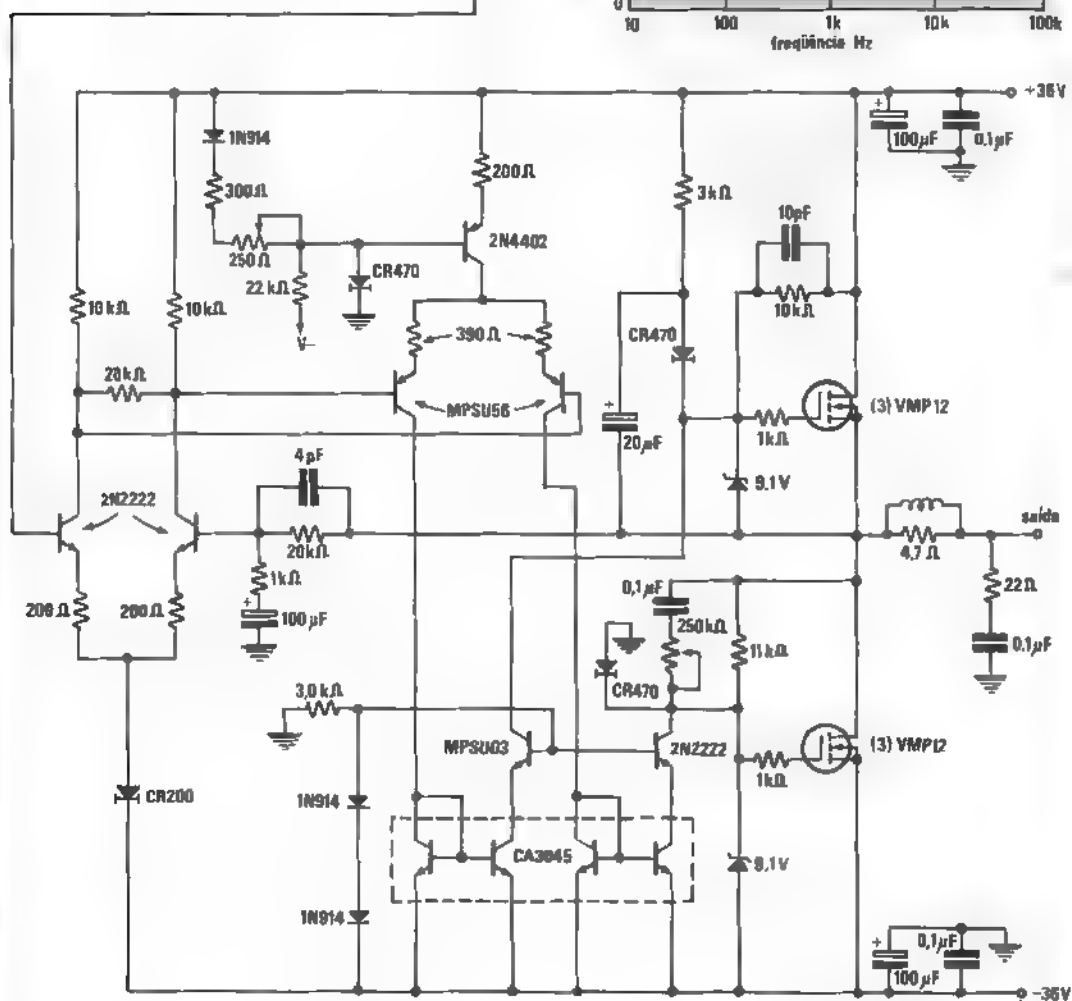 0
10 100 1k 10k 100k
freqüência Hz
+36V
1N914
200Ω
100µF
0,1µF
300Ω
3kΩ
10pF
2N4402
250Ω
CR470
22kΩ
V-
10kΩ
10kΩ
10kΩ
390Ω
CR470
20kΩ
MPSU56
(3) VMP12
1kΩ
20µF
4pF
9,1V
2N2222
saída
20kΩ
4,7Ω
1kΩ
0,1µF
22Ω
200Ω
200Ω
100µF
250kΩ
11kΩ
0,1µF
CR470
3,0kΩ
MPSU03
2N2222
(3) VMP12
1kΩ
CR200
1N914
CA3045
9,1V
1N914
0,1µF
100µF
-36V